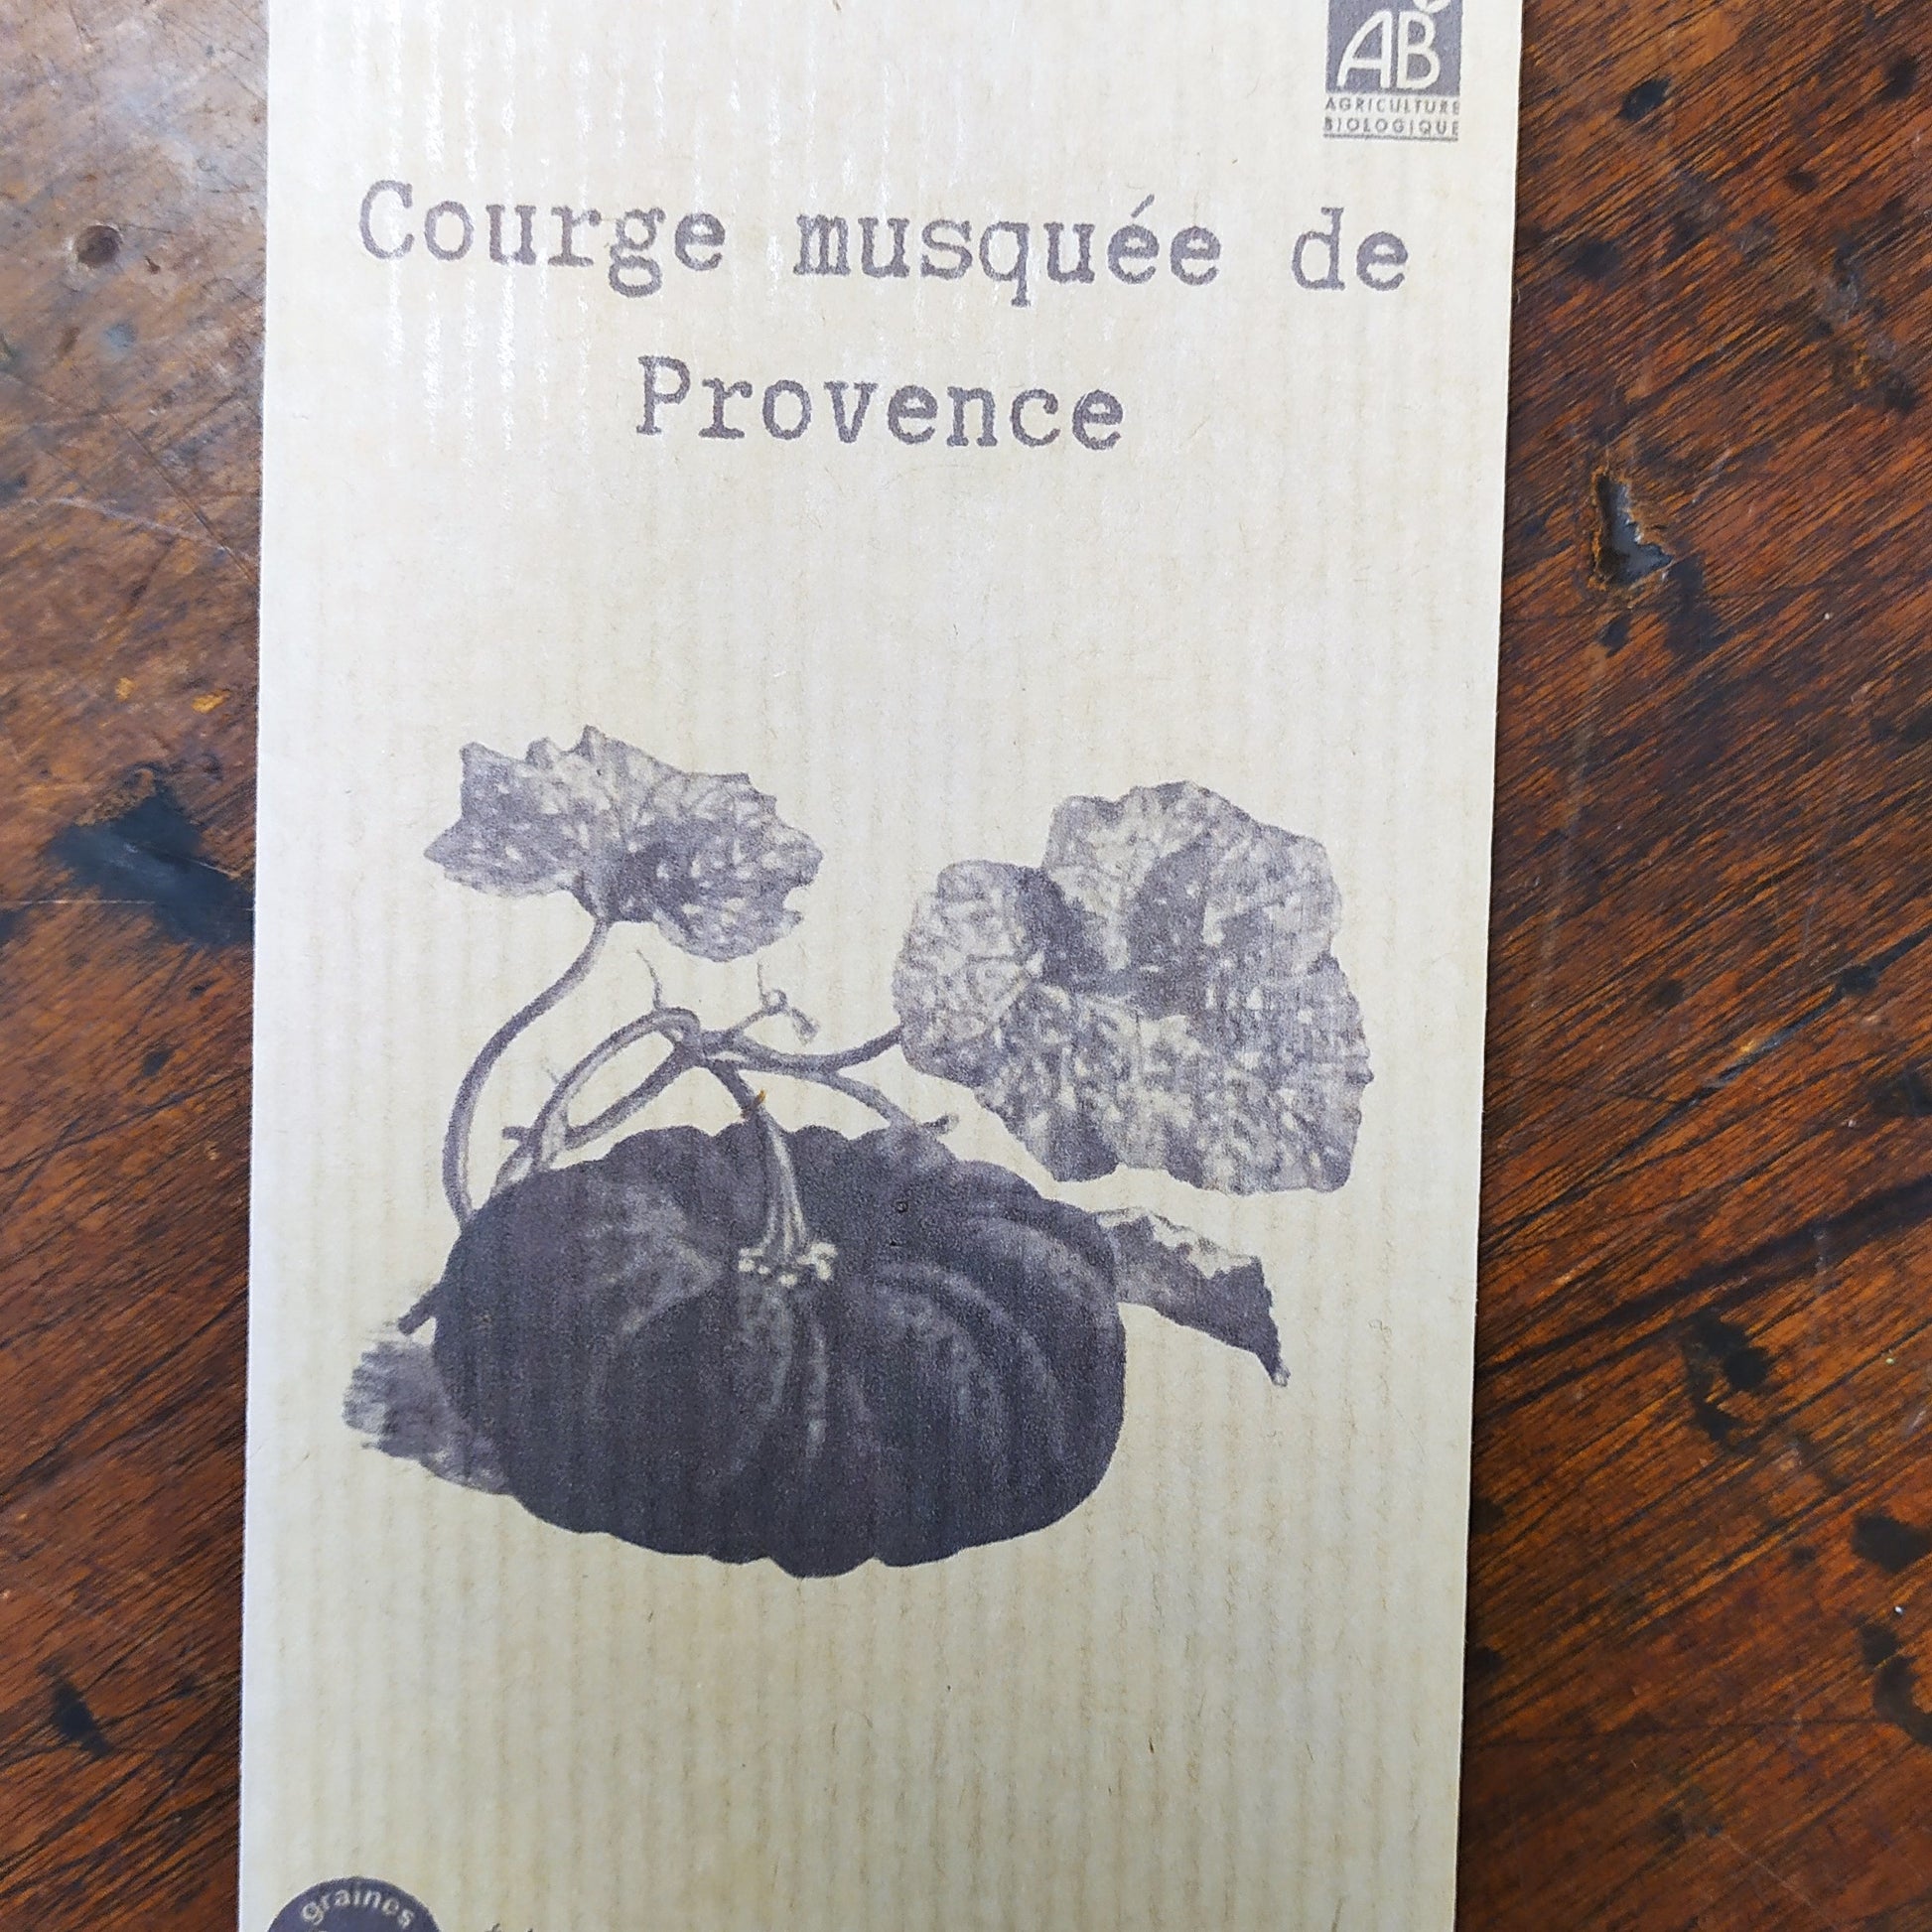 AB
AGRICULTURE
BIOLOGIQUE
Courge musquée de
Provence
graines